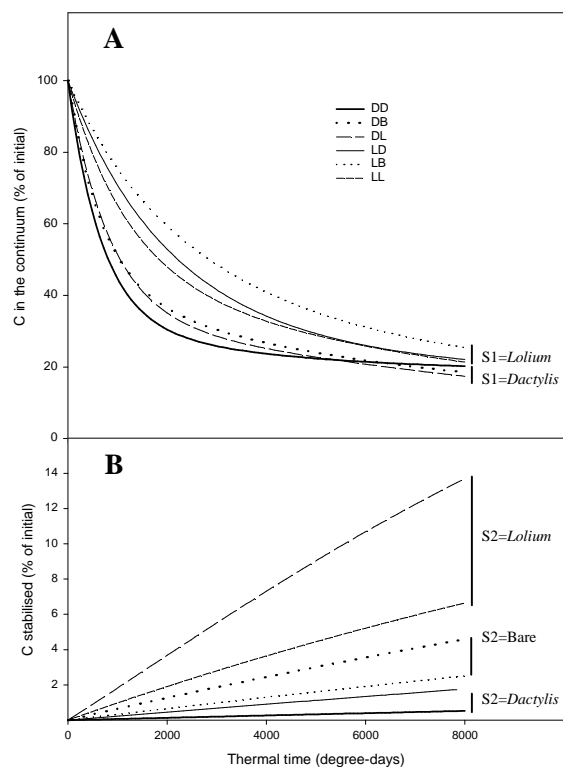 A
100
80
60
40
20
0
C in the continuum (% of initial)
DD
DB
DL
LD
LB
LL
S1=Lolium
S1=Dactylis
B
14
12
10
8
6
4
2
C stabilised (% of initial)
S2=Lolium
S2=Bare
S2=Dactylis
0 2000 4000 6000 8000
Thermal time (degree-days)